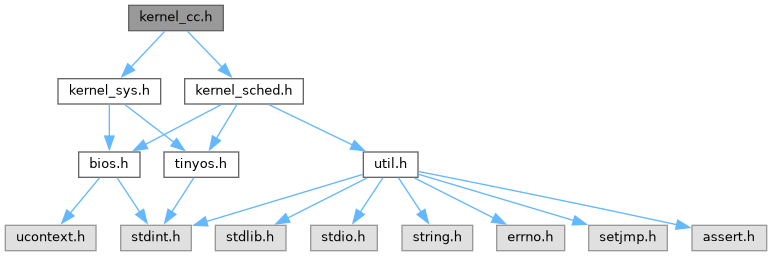 kernel_cc.h
kernel_sys.h
kernel_sched.h
bios.h
tinyos.h
util.h
ucontext.h
stdint.h
stdlib.h
stdio.h
string.h
errno.h
setjmp.h
assert.h